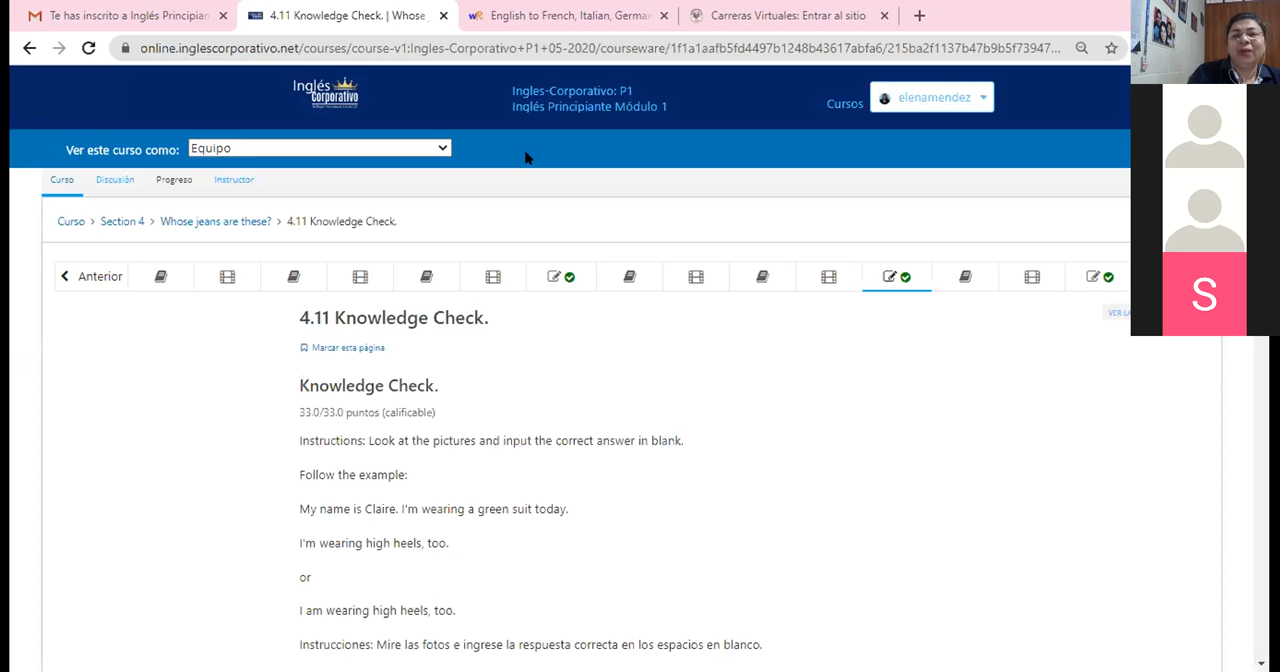 Te has inscrito a Inglés Principian
4.11 Knowledge Check. | Whose
WR English to French, Italian, German
Carreras Virtuales: Entrar al sitio
online.inglescorporativo.net/courses/course-v1:Ingles-Corporativo+P1+05-2020/courseware/1f1a1aafb5fd4497b1248b43617abfa6/215ba2f1137b47b9b5f73947...
Inglés
Corporativo
Ingles-Corporativo: P1
Inglés Principiante Módulo 1
Cursos
elenamendez
Ver este curso como:
Equipo
Curso
Discusión
Progreso
Instructor
Curso > Section 4 > Whose jeans are these? > 4.11 Knowledge Check.
Anterior
4.11 Knowledge Check.
VER LA
Marcar esta página
Knowledge Check.
33.0/33.0 puntos (calificable)
Instructions: Look at the pictures and input the correct answer in blank.
Follow the example:
My name is Claire. I'm wearing a green suit today.
I'm wearing high heels, too.
or
I am wearing high heels, too.
Instrucciones: Mire las fotos e ingrese la respuesta correcta en los espacios en blanco.
S